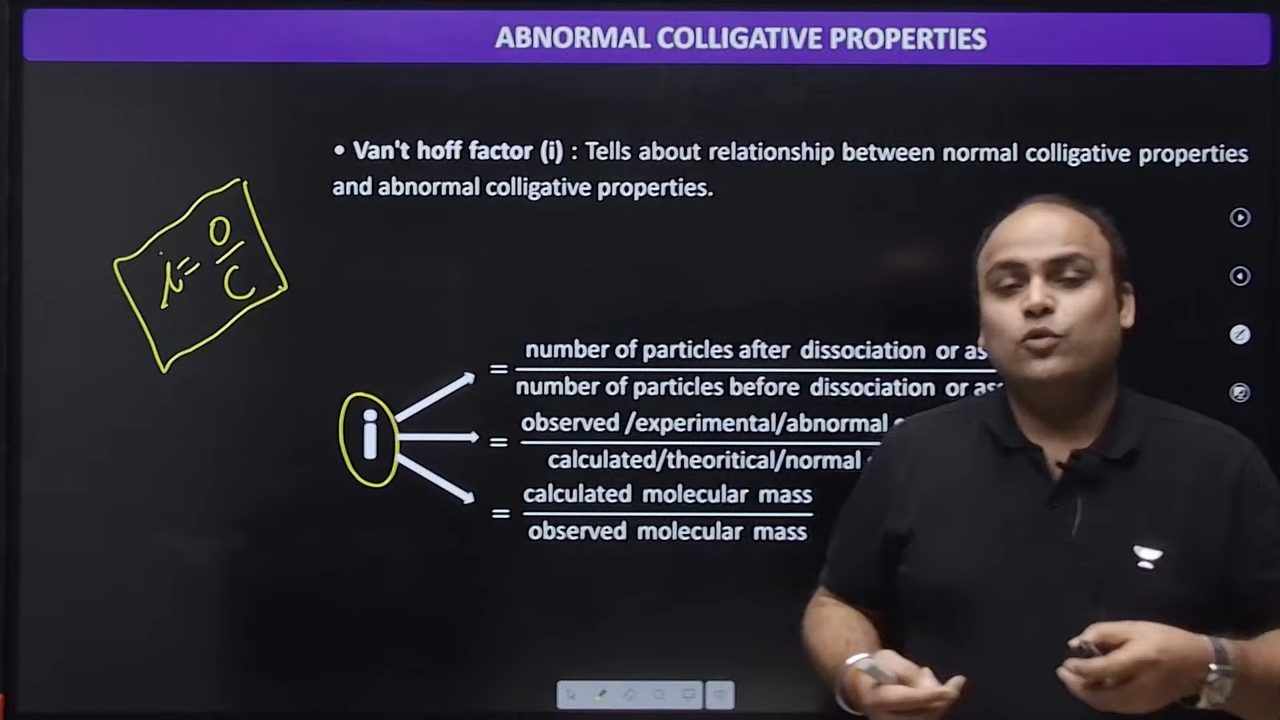 ABNORMAL COLLIGATIVE PROPERTIES
• Van't hoff factor (i) : Tells about relationship between normal colligative properties
and abnormal colligative properties.
i = O
C
= number of particles after dissociation or as
number of particles before dissociation or as
i
= observed /experimental/abnormal
calculated/theoritical/normal
= calculated molecular mass
observed molecular mass